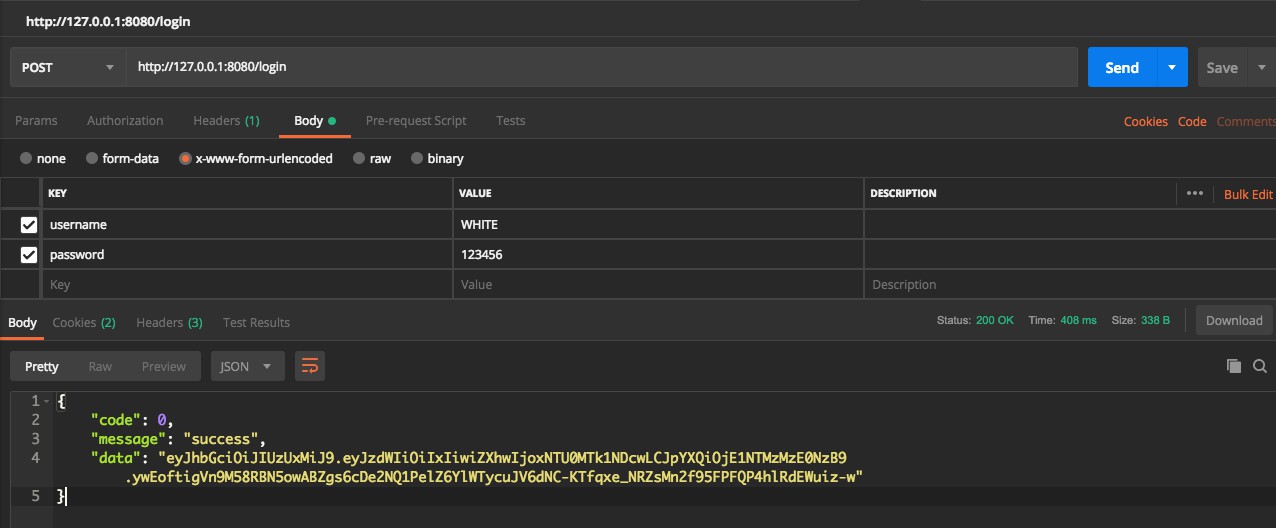 http://127.0.0.1:8080/login
POST http://127.0.0.1:8080/login Send Save
Params Authorization Headers (1) Body Pre-request Script Tests Cookies Code Comments
none form-data x-www-form-urlencoded raw binary
KEY VALUE DESCRIPTION ••• Bulk Edit
username WHITE
password 123456
Key Value Description
Body Cookies (2) Headers (3) Test Results Status: 200 OK Time: 408 ms Size: 338 B Download
Pretty Raw Preview JSON
1 {
2 "code": 0,
3 "message": "success",
4 "data": "eyJhbGciOiJIUzUxMiJ9.eyJzdWIiOiIxIiwiZXhwIjoxNTU0MTk1NDcwLCJpYXQiOjE1NTMzMzE0NzB9
.ywEoftigVn9M58RBN5owABZgs6cDe2NQ1PelZ6YlWTycuJV6dNC-KTfqxe_NRZsMn2f95FPFQP4hlRdEWuiz-w"
5 }